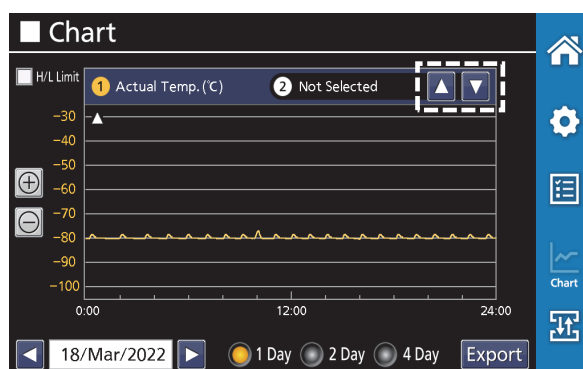 Chart
H/L Limit
1 Actual Temp. (℃) 2 Not Selected
−30
−40
−50
−60
−70
−80
−90
−100
0:00 12:00 24:00
Chart
18/Mar/2022 1 Day 2 Day 4 Day Export